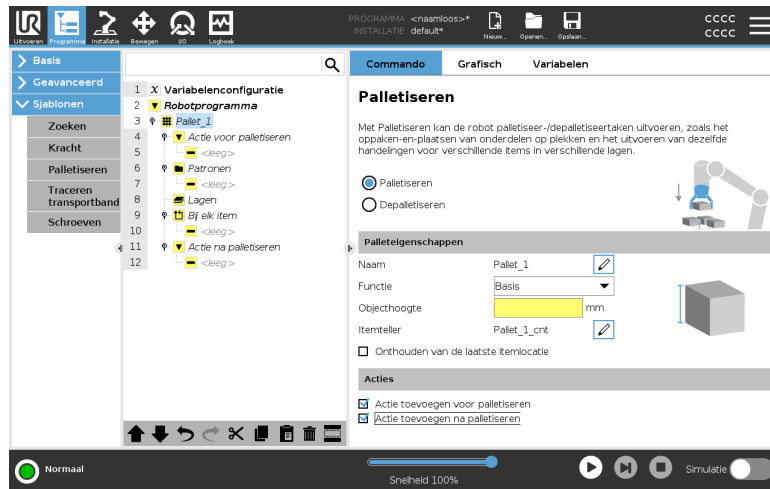 PROGRAMMA <naamloos>*
INSTALLATIE default*
UR
Uitvoeren Programma Installatie Bewegen I/O Logboek
Nieuw... Openen... Opslaan...
CCCC
CCCC
Basis
Geavanceerd
Sjablonen
Zoeken
Kracht
Palletiseren
Traceren
transportband
Schroeven
1 X Variabelenconfiguratie
2 Robotprogramma
3 Pallet_1
4 Actie voor palletiseren
5 <leeg>
6 Patronen
7 <leeg>
8 Lagen
9 Bij elk item
10 <leeg>
11 Actie na palletiseren
12 <leeg>
Commando Grafisch Variabelen
Palletiseren
Met Palletiseren kan de robot palletiseer-/depalletiseertaken uitvoeren, zoals het
oppaken-en-plaatsen van onderdelen op plekken en het uitvoeren van dezelfde
handelingen voor verschillende items in verschillende lagen.
Palletiseren
Depalletiseren
Palleteigenschappen
Naam Pallet_1
Functie Basis
Objecthoogte mm
Itemteller Pallet_1_cnt
Onthouden van de laatste itemlocatie
Acties
Actie toevoegen voor palletiseren
Actie toevoegen na palletiseren
Normaal
Snelheid 100%
Simulatie